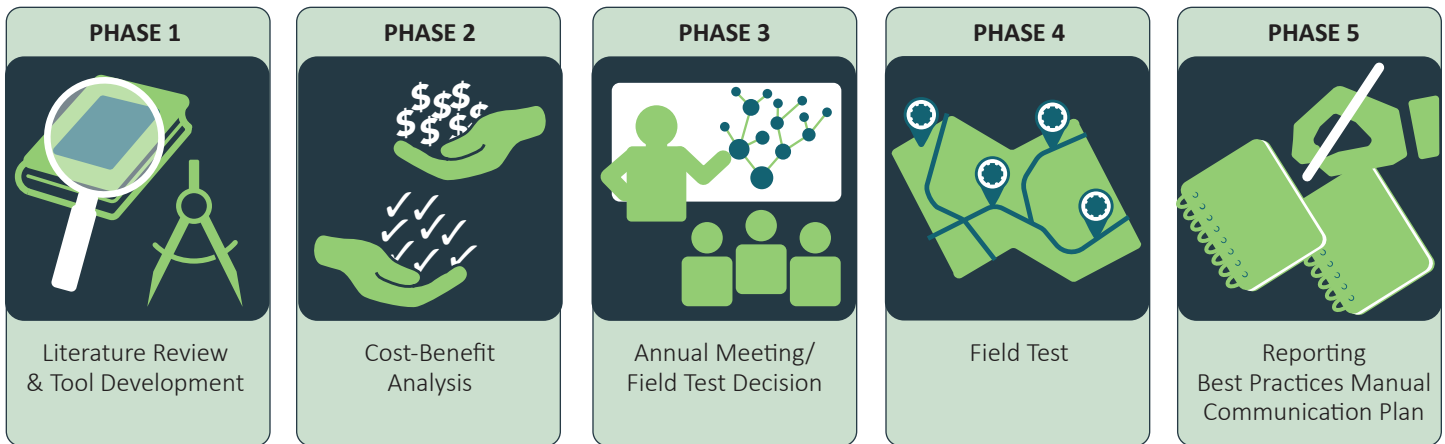 PHASE 1
Literature Review
& Tool Development
PHASE 2
$ $ $ $ $ $ $ $
Cost-Benefit
Analysis
PHASE 3
Annual Meeting/
Field Test Decision
PHASE 4
Field Test
PHASE 5
Reporting
Best Practices Manual
Communication Plan